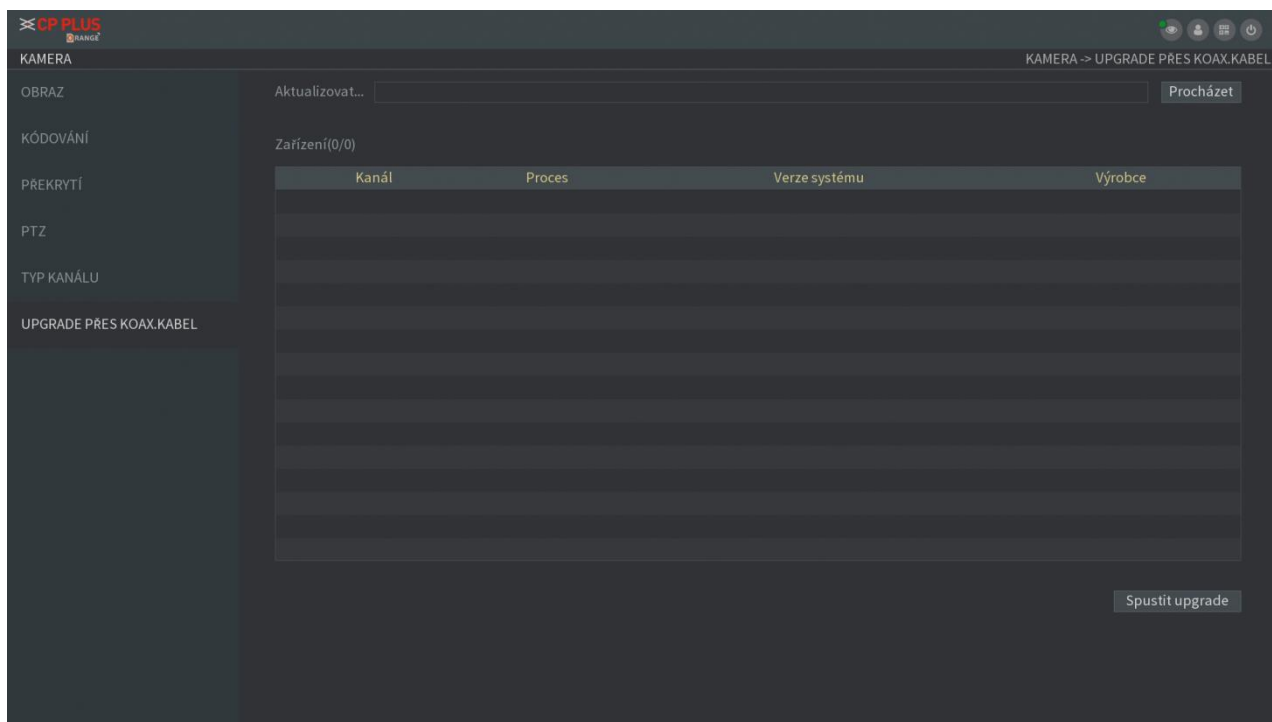 CP PLUS
ORANGE
KAMERA
KAMERA -> UPGRADE PŘES KOAX.KABEL
OBRAZ
KÓDOVÁNÍ
PŘEKRYTÍ
PTZ
TYP KANÁLU
UPGRADE PŘES KOAX.KABEL
Aktualizovat...
Procházet
Zařízení(0/0)
Kanál Proces Verze systému Výrobce
Spustit upgrade